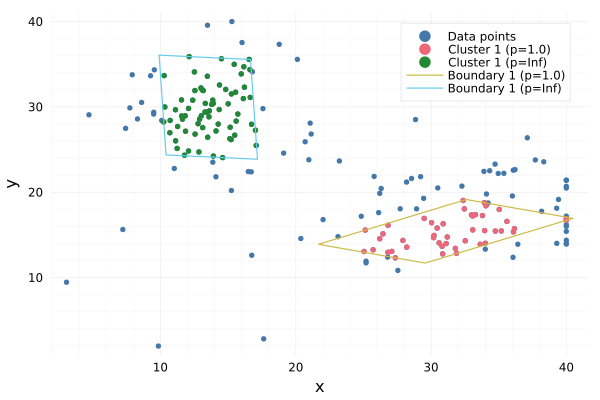 40
30
20
10
y
10
20
30
40
x
Data points
Cluster 1 (p=1.0)
Cluster 1 (p=Inf)
Boundary 1 (p=1.0)
Boundary 1 (p=Inf)